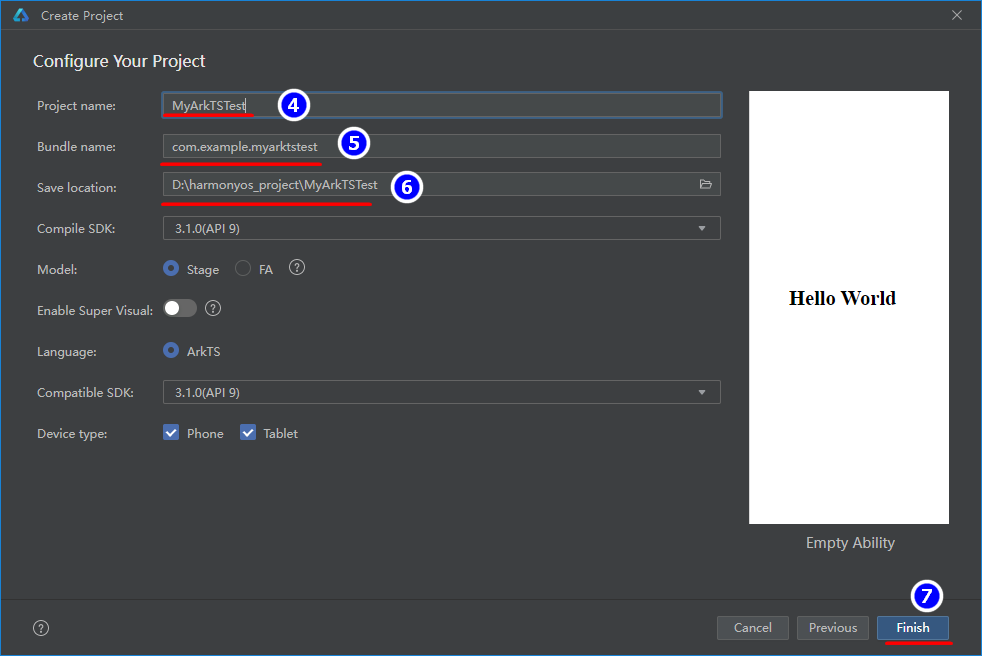 Create Project
Configure Your Project
Project name: MyArkTSTest 4
Bundle name: com.example.myarktstest 5
Save location: D:\harmonyos_project\MyArkTSTest 6
Compile SDK: 3.1.0(API 9)
Model: Stage FA ?
Enable Super Visual: ?
Language: ArkTS
Compatible SDK: 3.1.0(API 9)
Device type: Phone Tablet
Hello World
Empty Ability
7
? Cancel Previous Finish